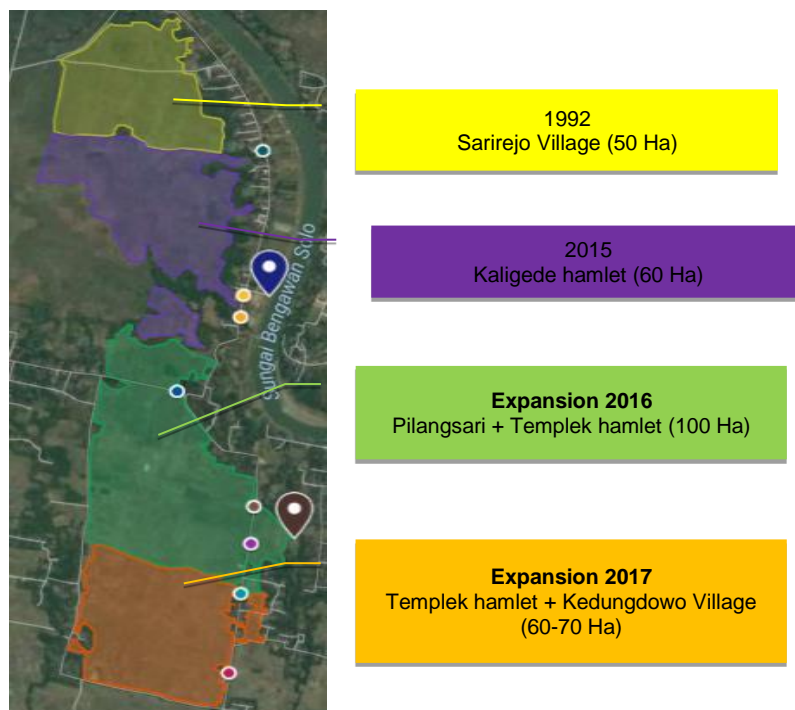 Sungai Bengawan Solo
1992
Sarirejo Village (50 Ha)
2015
Kaligede hamlet (60 Ha)
Expansion 2016
Pilangsari + Templek hamlet (100 Ha)
Expansion 2017
Templek hamlet + Kedungdowo Village
(60-70 Ha)